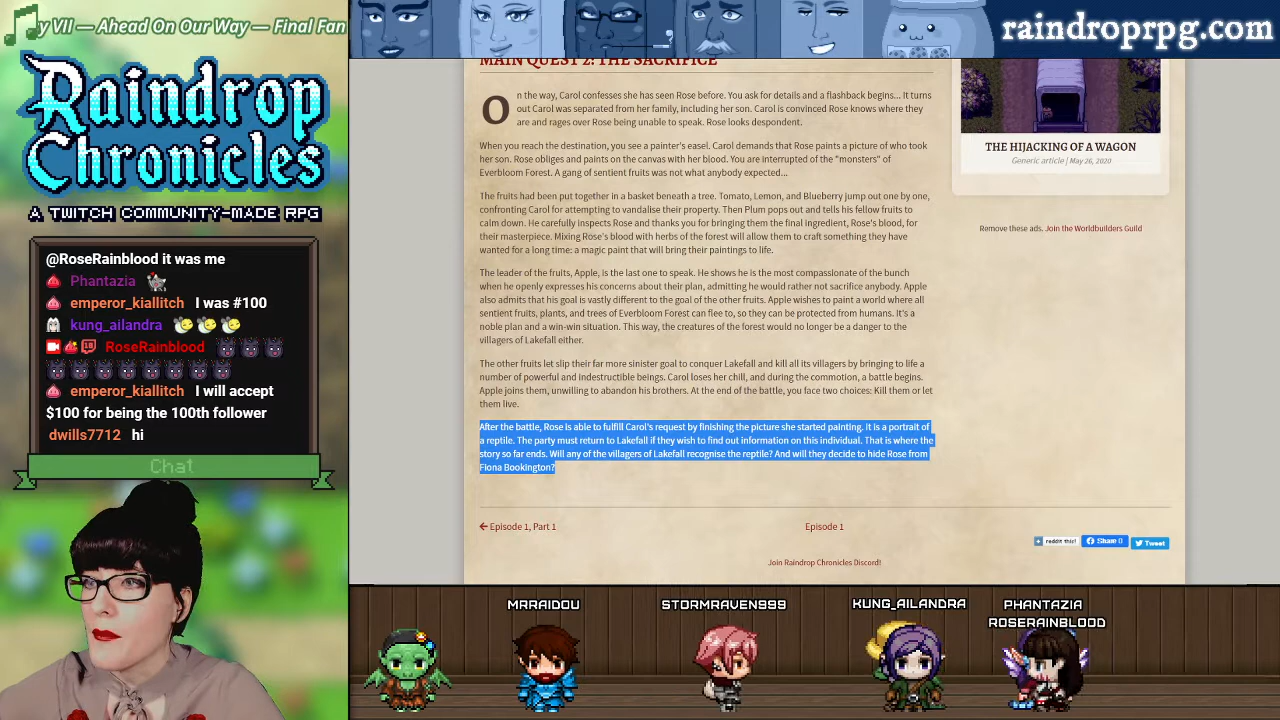 y VII — Ahead On Our Way — Final Fan
Raindrop
Chronicles
A TWITCH COMMUNITY-MADE RPG
@RoseRainblood it was me
Phantazia
emperor_kiallitch I was #100
kung_ailandra
RoseRainblood
emperor_kiallitch I will accept
$100 for being the 100th follower
dwills7712 hi
Chat
raindroprpg.com
MAIN QUEST 2: THE SACRIFICE
On the way, Carol confesses she has seen Rose before. You ask for details and a flashback begins... It turns
out Carol was separated from her family, including her son. Carol is convinced Rose knows where they
are and rages over Rose being unable to speak. Rose looks despondent.
When you reach the destination, you see a painter's easel. Carol demands that Rose paints a picture of who took
her son. Rose obliges and paints on the canvas with her blood. You are interrupted of the "monsters" of
Everbloom Forest. A gang of sentient fruits was not what anybody expected...
The fruits had been put together in a basket beneath a tree. Tomato, Lemon, and Blueberry jump out one by one,
confronting Carol for attempting to vandalise their property. Then Plum pops out and tells his fellow fruits to
calm down. He carefully inspects Rose and thanks you for bringing them the final ingredient, Rose's blood, for
their masterpiece. Mixing Rose's blood with herbs of the forest will allow them to craft something they have
wanted for a long time: a magic paint that will bring their paintings to life.
The leader of the fruits, Apple, is the last one to speak. He shows he is the most compassionate of the bunch
when he openly expresses his concerns about their plan, admitting he would rather not sacrifice anybody. Apple
also admits that his goal is vastly different to the goal of the other fruits. Apple wishes to paint a world where all
sentient fruits, plants, and trees of Everbloom Forest can flee to, so they can be protected from humans. It's a
noble plan and a win-win situation. This way, the creatures of the forest would no longer be a danger to the
villagers of Lakefall either.
The other fruits let slip their far more sinister goal to conquer Lakefall and kill all its villagers by bringing to life a
number of powerful and indestructible beings. Carol loses her chill, and during the commotion, a battle begins.
Apple joins them, unwilling to abandon his brothers. At the end of the battle, you face two choices: Kill them or let
them live.
After the battle, Rose is able to fulfill Carol's request by finishing the picture she started painting. It is a portrait of
a reptile. The party must return to Lakefall if they wish to find out information on this individual. That is where the
story so far ends. Will any of the villagers of Lakefall recognise the reptile? And will they decide to hide Rose from
Fiona Bookington?
THE HIJACKING OF A WAGON
Generic article | May 26, 2020
Remove these ads. Join the Worldbuilders Guild
Episode 1, Part 1
Episode 1
reddit this!
Share 0
Tweet
Join Raindrop Chronicles Discord!
MRRAIDOU
STORMRAVEN999
KUNG_AILANDRA
PHANTAZIA
ROSERAINBLOOD